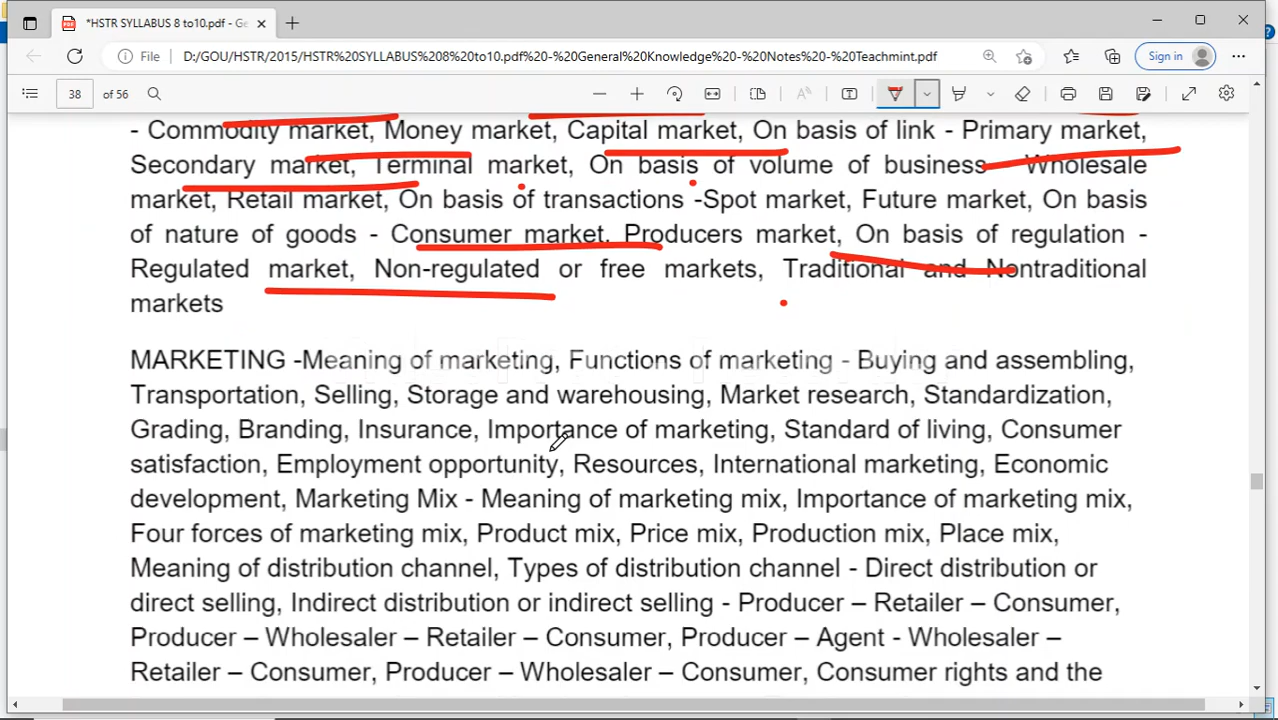 *HSTR SYLLABUS 8 to10.pdf - Ge
File D:/GOU/HSTR/2015/HSTR%20SYLLABUS%208%20to10.pdf%20-%20General%20Knowledge%20-%20Notes%20-%20Teachmint.pdf Sign in
38 of 56
- Commodity market, Money market, Capital market, On basis of link - Primary market,
Secondary market, Terminal market, On basis of volume of business Wholesale
market, Retail market, On basis of transactions -Spot market, Future market, On basis
of nature of goods - Consumer market. Producers market, On basis of regulation -
Regulated market, Non-regulated or free markets, Traditional and Nontraditional
markets
MARKETING -Meaning of marketing, Functions of marketing - Buying and assembling,
Transportation, Selling, Storage and warehousing, Market research, Standardization,
Grading, Branding, Insurance, Importance of marketing, Standard of living, Consumer
satisfaction, Employment opportunity, Resources, International marketing, Economic
development, Marketing Mix - Meaning of marketing mix, Importance of marketing mix,
Four forces of marketing mix, Product mix, Price mix, Production mix, Place mix,
Meaning of distribution channel, Types of distribution channel - Direct distribution or
direct selling, Indirect distribution or indirect selling - Producer – Retailer – Consumer,
Producer – Wholesaler – Retailer – Consumer, Producer – Agent - Wholesaler –
Retailer – Consumer, Producer – Wholesaler – Consumer, Consumer rights and the